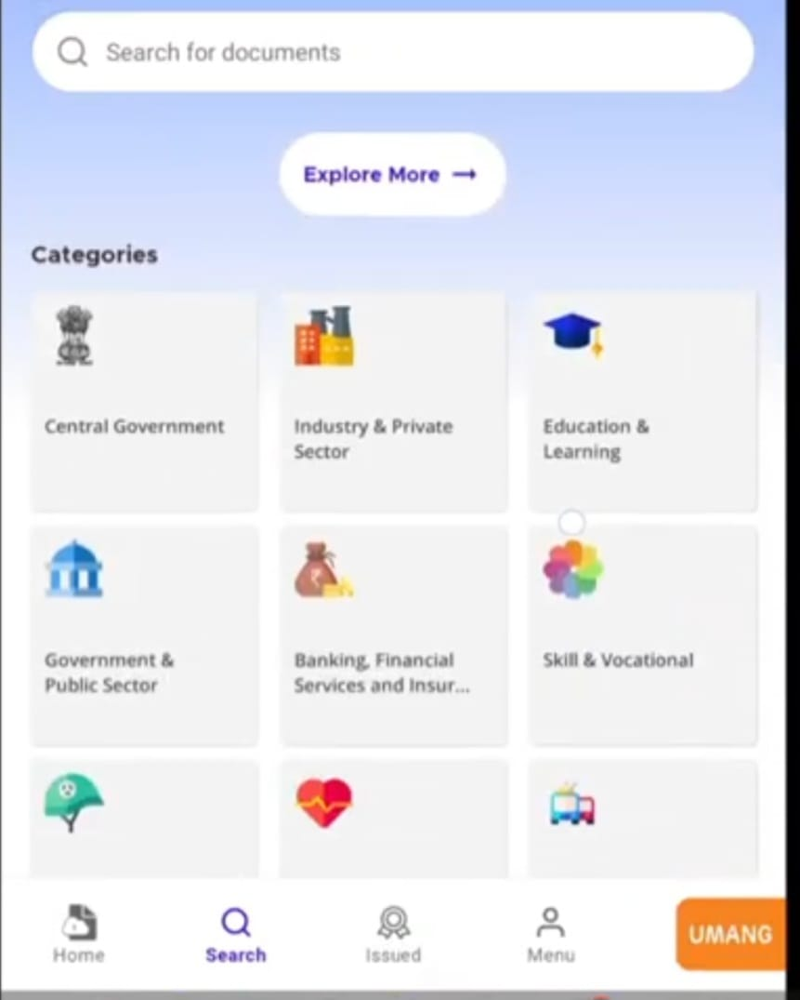 Search for documents
Explore More →
Categories
Central Government
Industry & Private
Sector
Education &
Learning
Government &
Public Sector
Banking, Financial
Services and Insur...
Skill & Vocational
Home
Search
Issued
Menu
UMANG